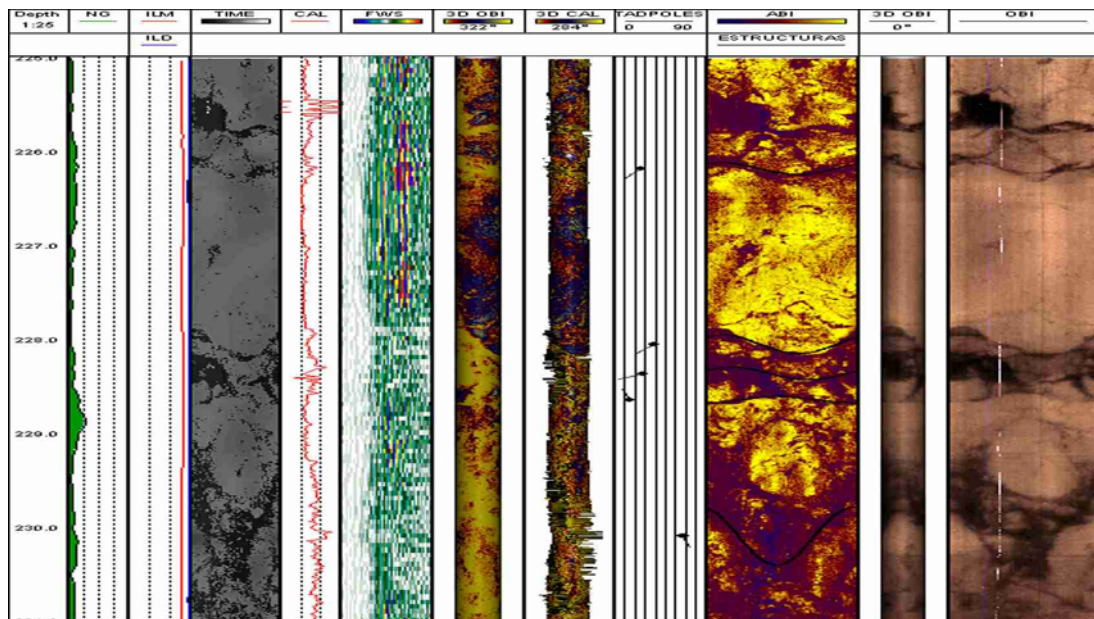 Depth NG ILM TIME CAL FWS 3D OBI 3D CAL TADPOLES ABI 3D OBI OBI
1:25 ILD 322° 284° 0 90 ESTRUCTURAS 0°
226.0
227.0
228.0
229.0
230.0